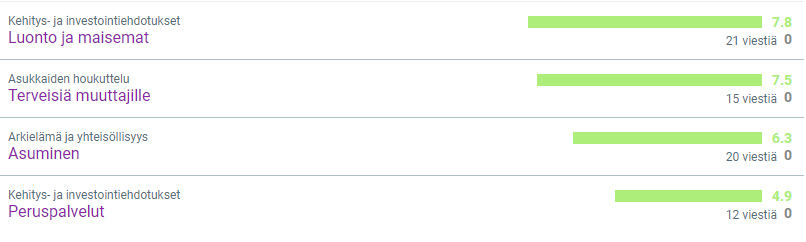 Kehitys- ja investointiehdotukset
Luonto ja maisemat
7.8
21 viestiä 0
Asukkaiden houkuttelu
Terveisiä muuttajille
7.5
15 viestiä 0
Arkielämä ja yhteisöllisyys
Asuminen
6.3
20 viestiä 0
Kehitys- ja investointiehdotukset
Peruspalvelut
4.9
12 viestiä 0